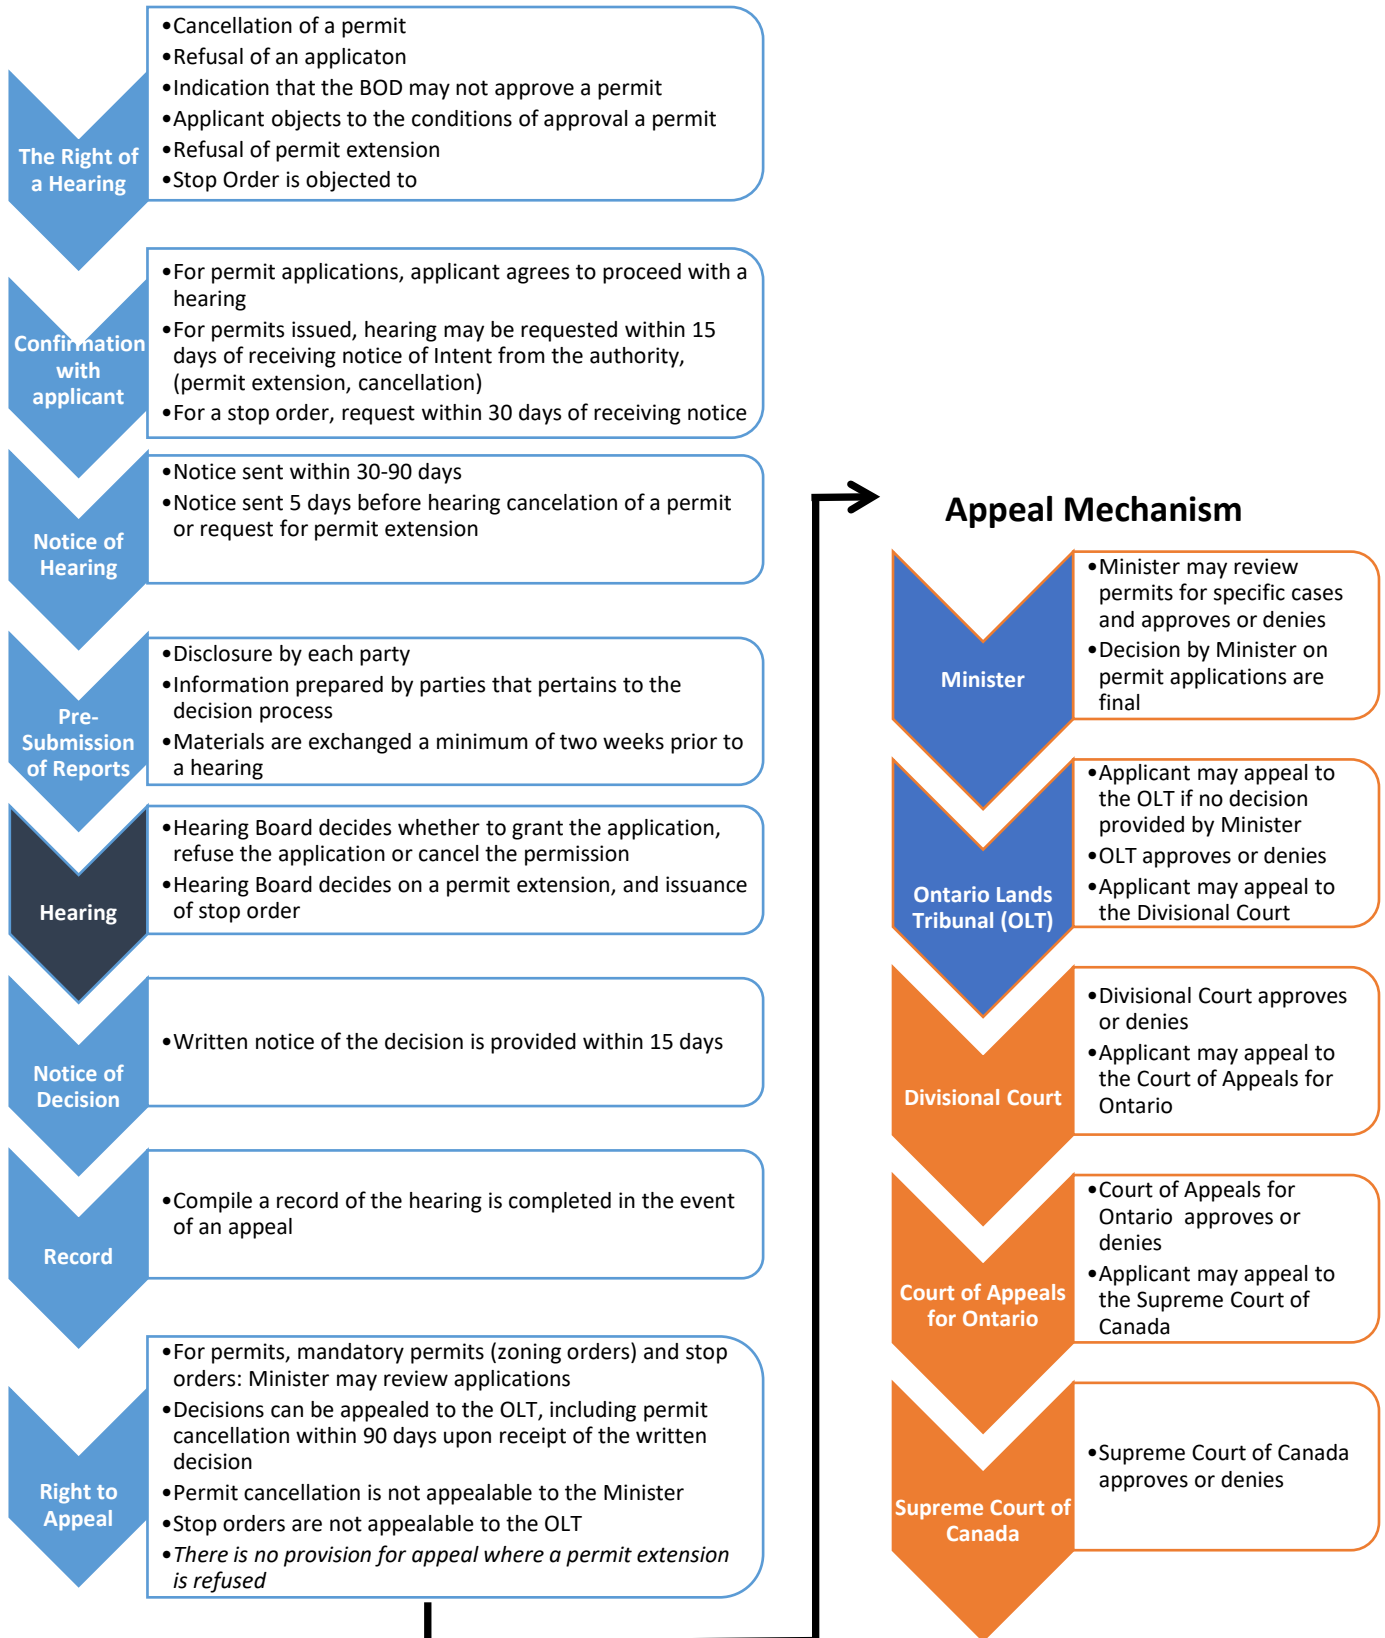 The Right of
a Hearing
•Cancellation of a permit
•Refusal of an applicaton
•Indication that the BOD may not approve a permit
•Applicant objects to the conditions of approval a permit
•Refusal of permit extension
•Stop Order is objected to
Confirmation
with
applicant
•For permit applications, applicant agrees to proceed with a
hearing
•For permits issued, hearing may be requested within 15
days of receiving notice of Intent from the authority,
(permit extension, cancellation)
•For a stop order, request within 30 days of receiving notice
Notice of
Hearing
•Notice sent within 30-90 days
•Notice sent 5 days before hearing cancelation of a permit
or request for permit extension
Pre-
Submission
of Reports
•Disclosure by each party
•Information prepared by parties that pertains to the
decision process
•Materials are exchanged a minimum of two weeks prior to
a hearing
Hearing
•Hearing Board decides whether to grant the application,
refuse the application or cancel the permission
•Hearing Board decides on a permit extension, and issuance
of stop order
Notice of
Decision
•Written notice of the decision is provided within 15 days
Record
•Compile a record of the hearing is completed in the event
of an appeal
Right to
Appeal
•For permits, mandatory permits (zoning orders) and stop
orders: Minister may review applications
•Decisions can be appealed to the OLT, including permit
cancellation within 90 days upon receipt of the written
decision
•Permit cancellation is not appealable to the Minister
•Stop orders are not appealable to the OLT
•There is no provision for appeal where a permit extension
is refused
Appeal Mechanism
Minister
•Minister may review
permits for specific cases
and approves or denies
•Decision by Minister on
permit applications are
final
Ontario Lands
Tribunal (OLT)
•Applicant may appeal to
the OLT if no decision
provided by Minister
•OLT approves or denies
•Applicant may appeal to
the Divisional Court
Divisional Court
•Divisional Court approves
or denies
•Applicant may appeal to
the Court of Appeals for
Ontario
Court of Appeals
for Ontario
•Court of Appeals for
Ontario approves or
denies
•Applicant may appeal to
the Supreme Court of
Canada
Supreme Court of
Canada
•Supreme Court of Canada
approves or denies